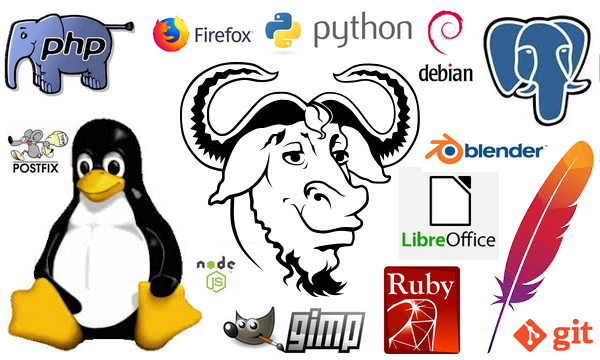 php
Firefox
python
debian
POSTFIX
blender
LibreOffice
node
JS
Ruby
gimp
git